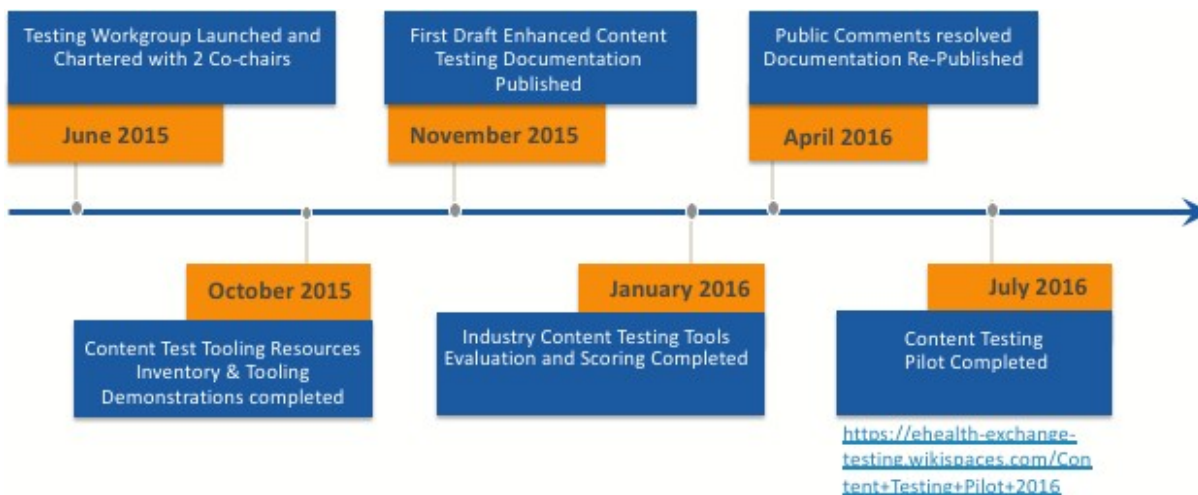 Testing Workgroup Launched and
Chartered with 2 Co-chairs
June 2015
First Draft Enhanced Content
Testing Documentation
Published
November 2015
Public Comments resolved
Documentation Re-Published
April 2016
October 2015
Content Test Tooling Resources
Inventory & Tooling
Demonstrations completed
January 2016
Industry Content Testing Tools
Evaluation and Scoring Completed
July 2016
Content Testing
Pilot Completed
https://ehealth-exchange-
testing.wikispaces.com/Con
tent+Testing+Pilot+2016